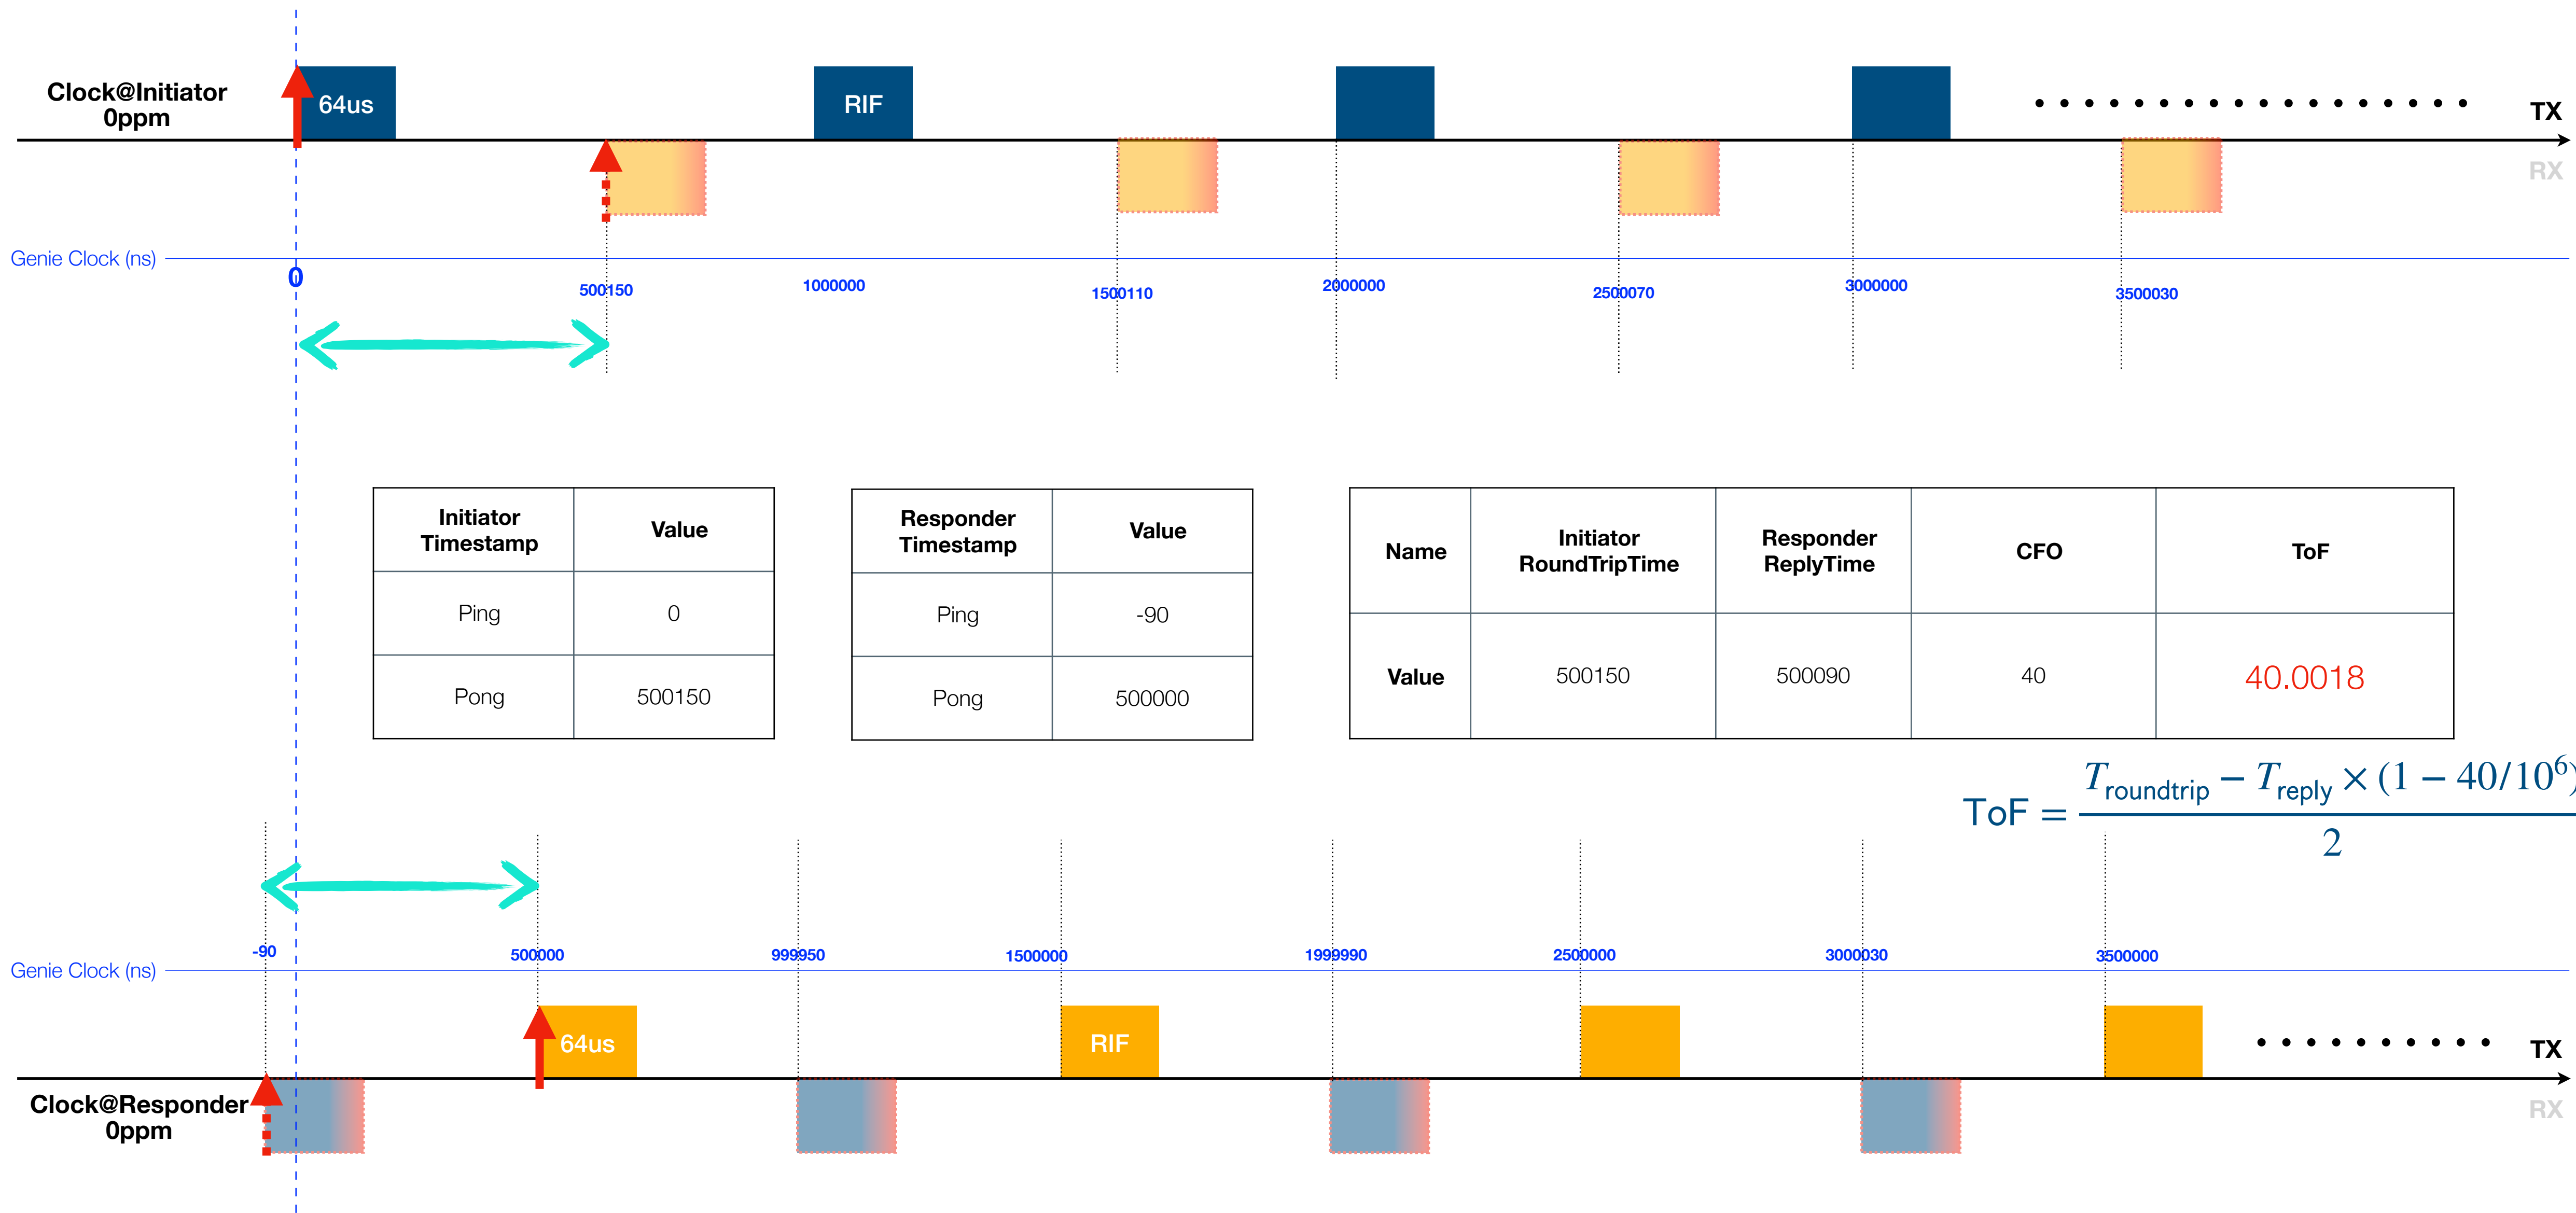 Clock@Initiator
0ppm
64us
RIF
TX
RX
Genie Clock (ns)
0
500150
1000000
1500110
2000000
2500070
3000000
3500030
Initiator
Timestamp
Value
Ping
0
Pong
500150
Responder
Timestamp
Value
Ping
-90
Pong
500000
Name
Initiator
RoundTripTime
Responder
ReplyTime
CFO
ToF
Value
500150
500090
40
40.0018
ToF = (T_roundtrip − T_reply × (1 − 40/10⁶)) / 2
Genie Clock (ns)
-90
500000
999950
1500000
1999990
2500000
3000030
3500000
64us
RIF
TX
Clock@Responder
0ppm
RX